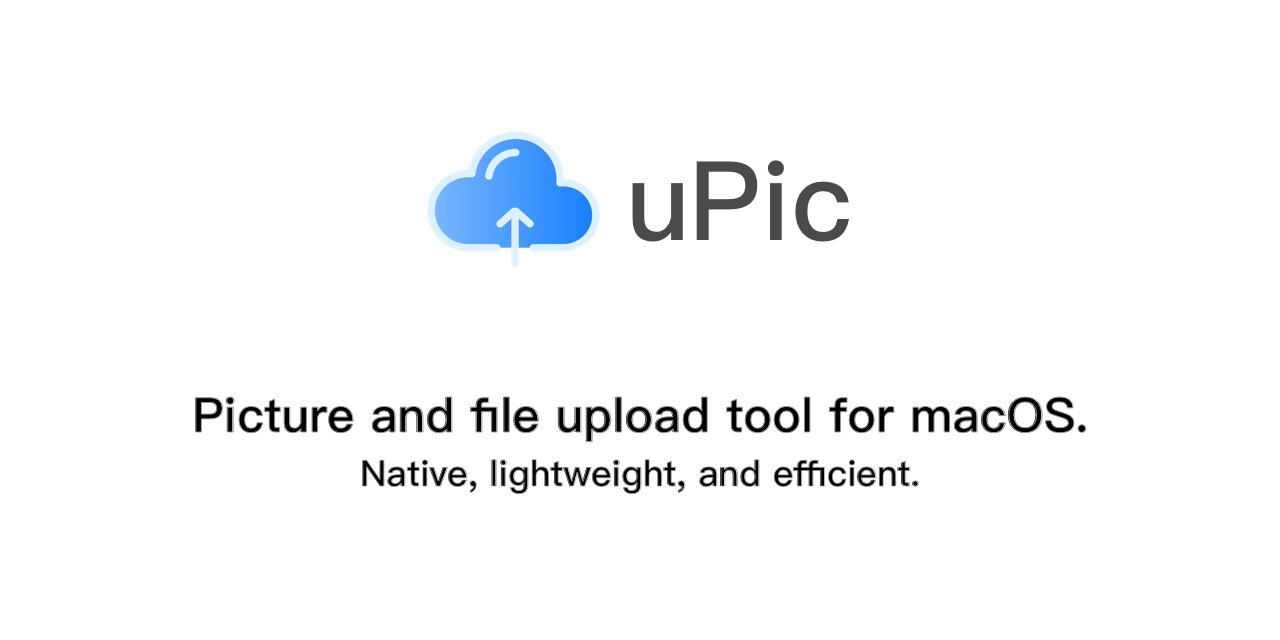 uPic
Picture and file upload tool for macOS.
Native, lightweight, and efficient.